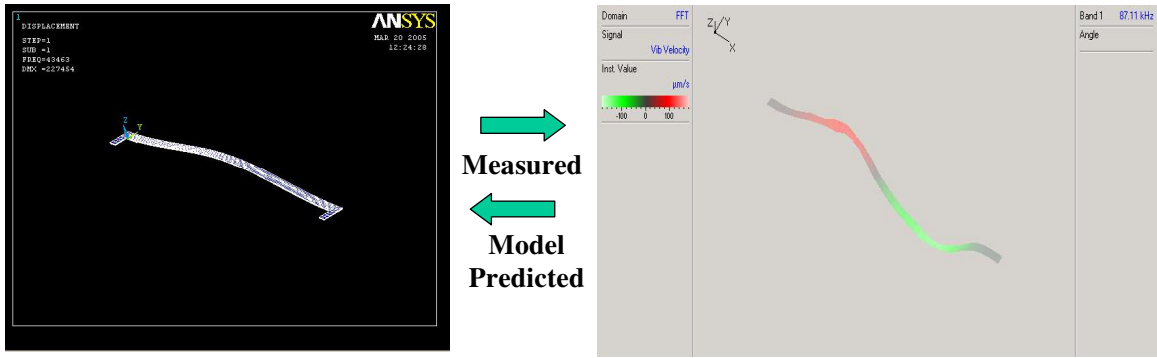 1
DISPLACEMENT
STEP=1
SUB =1
FREQ=43463
DMX =227454
ANSYS
MAR 20 2005
12:24:28
Z
Y
Measured
Model
Predicted
Domain FFT
Signal
Vib Velocity
Inst. Value
µm/s
-100 0 100
Z Y
X
Band 1 87.11 kHz
Angle